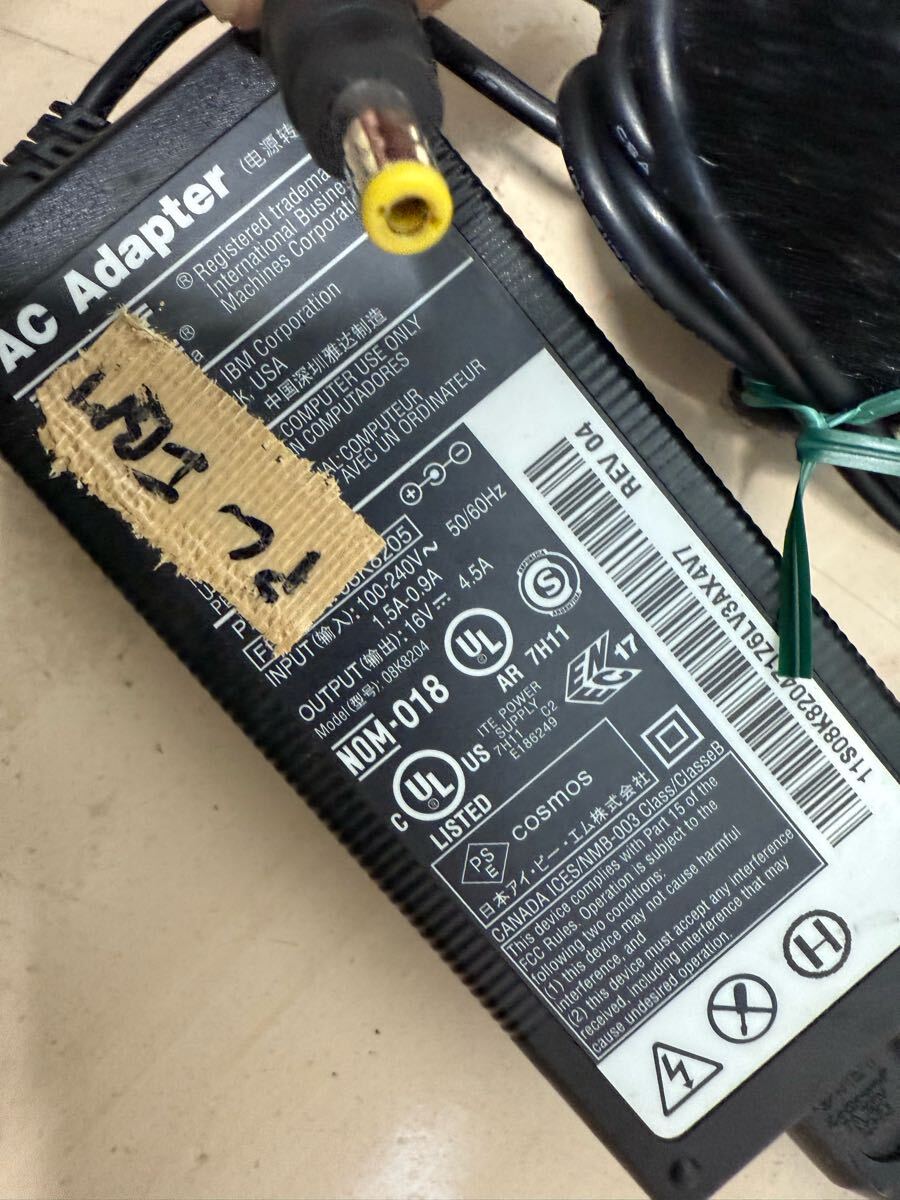 AC Adapter
(电源转
® Registered tradema
International Busines
Machines Corporati
®
IBM Corporation
K, USA
中国深圳雅达制造
COMPUTER USE ONLY
N COMPUTADORES
AL:COMPUTEUR
AVEC UN ORDINATEUR
INPUT(输入):100-240V~ 50/60Hz
1.5A-0.9A
OUTPUT(输出):16V⎓ 4.5A
Model(型号): 08K8204
S
NOM-018
UL
AR 7H11
ENEC 17
C UL US
LISTED
ITE POWER
SUPPLY
7H11 C2
E186249
PSE
COSMOS
日本アイ・ビー・エム株式会社
CANADA ICES/NMB-003 Class/ClasseB
This device complies with Part 15 of the
FCC Rules. Operation is subject to the
following two conditions:
(1) this device may not cause harmful
interference, and
(2) this device must accept any interference
received, including interference that may
cause undesired operation.
REV 04
H